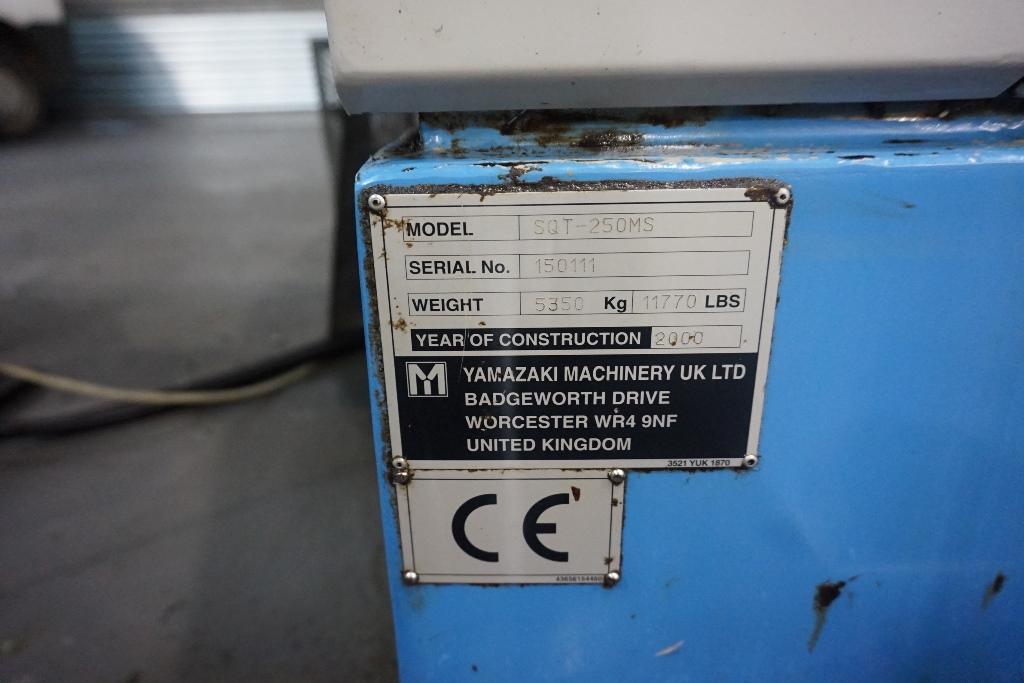 MODEL SQT-250MS
SERIAL No. 150111
WEIGHT 5350 Kg 11770 LBS
YEAR OF CONSTRUCTION 2000
YAMAZAKI MACHINERY UK LTD
BADGEWORTH DRIVE
WORCESTER WR4 9NF
UNITED KINGDOM
3521 YUK 1870
CE